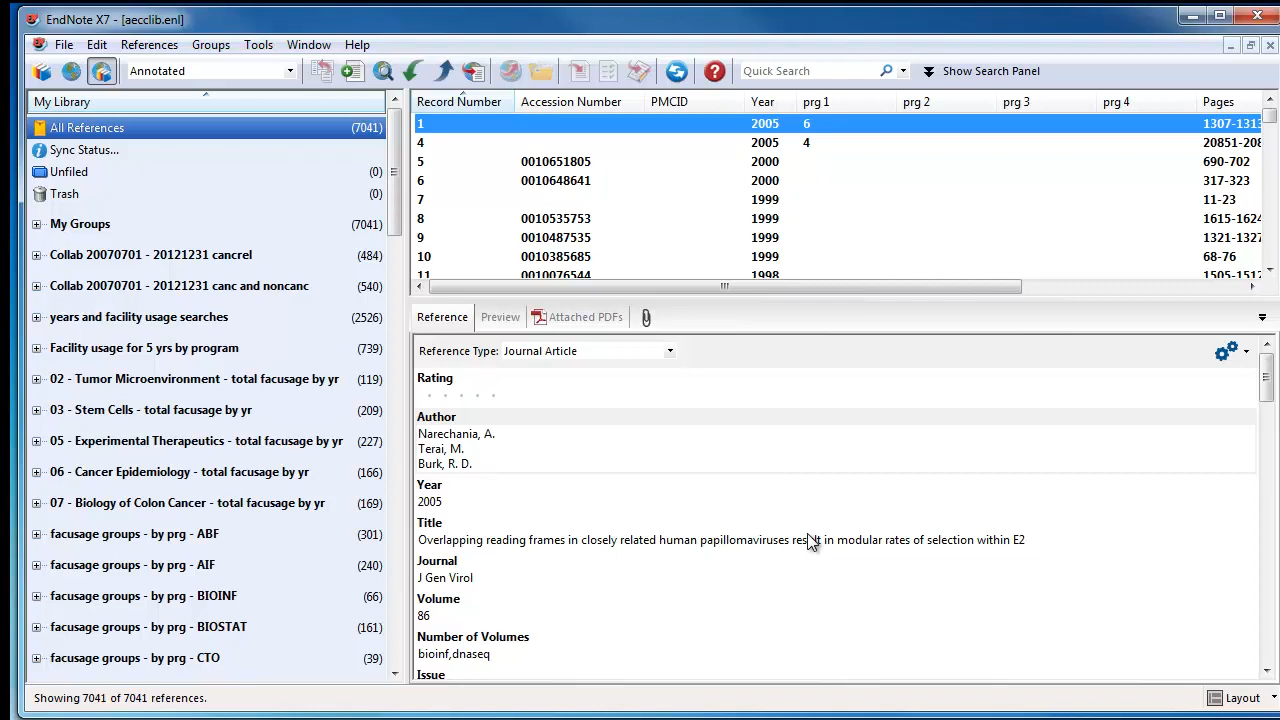 EndNote X7 - [aecclib.enl]
File Edit References Groups Tools Window Help
Annotated Quick Search Show Search Panel
My Library
All References (7041)
Sync Status...
Unfiled (0)
Trash (0)
My Groups (7041)
Collab 20070701 - 20121231 cancrel (484)
Collab 20070701 - 20121231 canc and noncanc (540)
years and facility usage searches (2526)
Facility usage for 5 yrs by program (739)
02 - Tumor Microenvironment - total facusage by yr (119)
03 - Stem Cells - total facusage by yr (209)
05 - Experimental Therapeutics - total facusage by yr (227)
06 - Cancer Epidemiology - total facusage by yr (166)
07 - Biology of Colon Cancer - total facusage by yr (169)
facusage groups - by prg - ABF (301)
facusage groups - by prg - AIF (240)
facusage groups - by prg - BIOINF (66)
facusage groups - by prg - BIOSTAT (161)
facusage groups - by prg - CTO (39)
Record Number Accession Number PMCID Year prg 1 prg 2 prg 3 prg 4 Pages
1 2005 6 1307-1313
4 2005 4 20851-208
5 0010651805 2000 690-702
6 0010648641 2000 317-323
7 1999 11-23
8 0010535753 1999 1615-1624
9 0010487535 1999 1321-1327
10 0010385685 1999 68-76
11 0010076544 1998 1505-1512
Reference Preview Attached PDFs
Reference Type: Journal Article
Rating
Author
Narechania, A.
Terai, M.
Burk, R. D.
Year
2005
Title
Overlapping reading frames in closely related human papillomaviruses result in modular rates of selection within E2
Journal
J Gen Virol
Volume
86
Number of Volumes
bioinf,dnaseq
Issue
Showing 7041 of 7041 references.
Layout